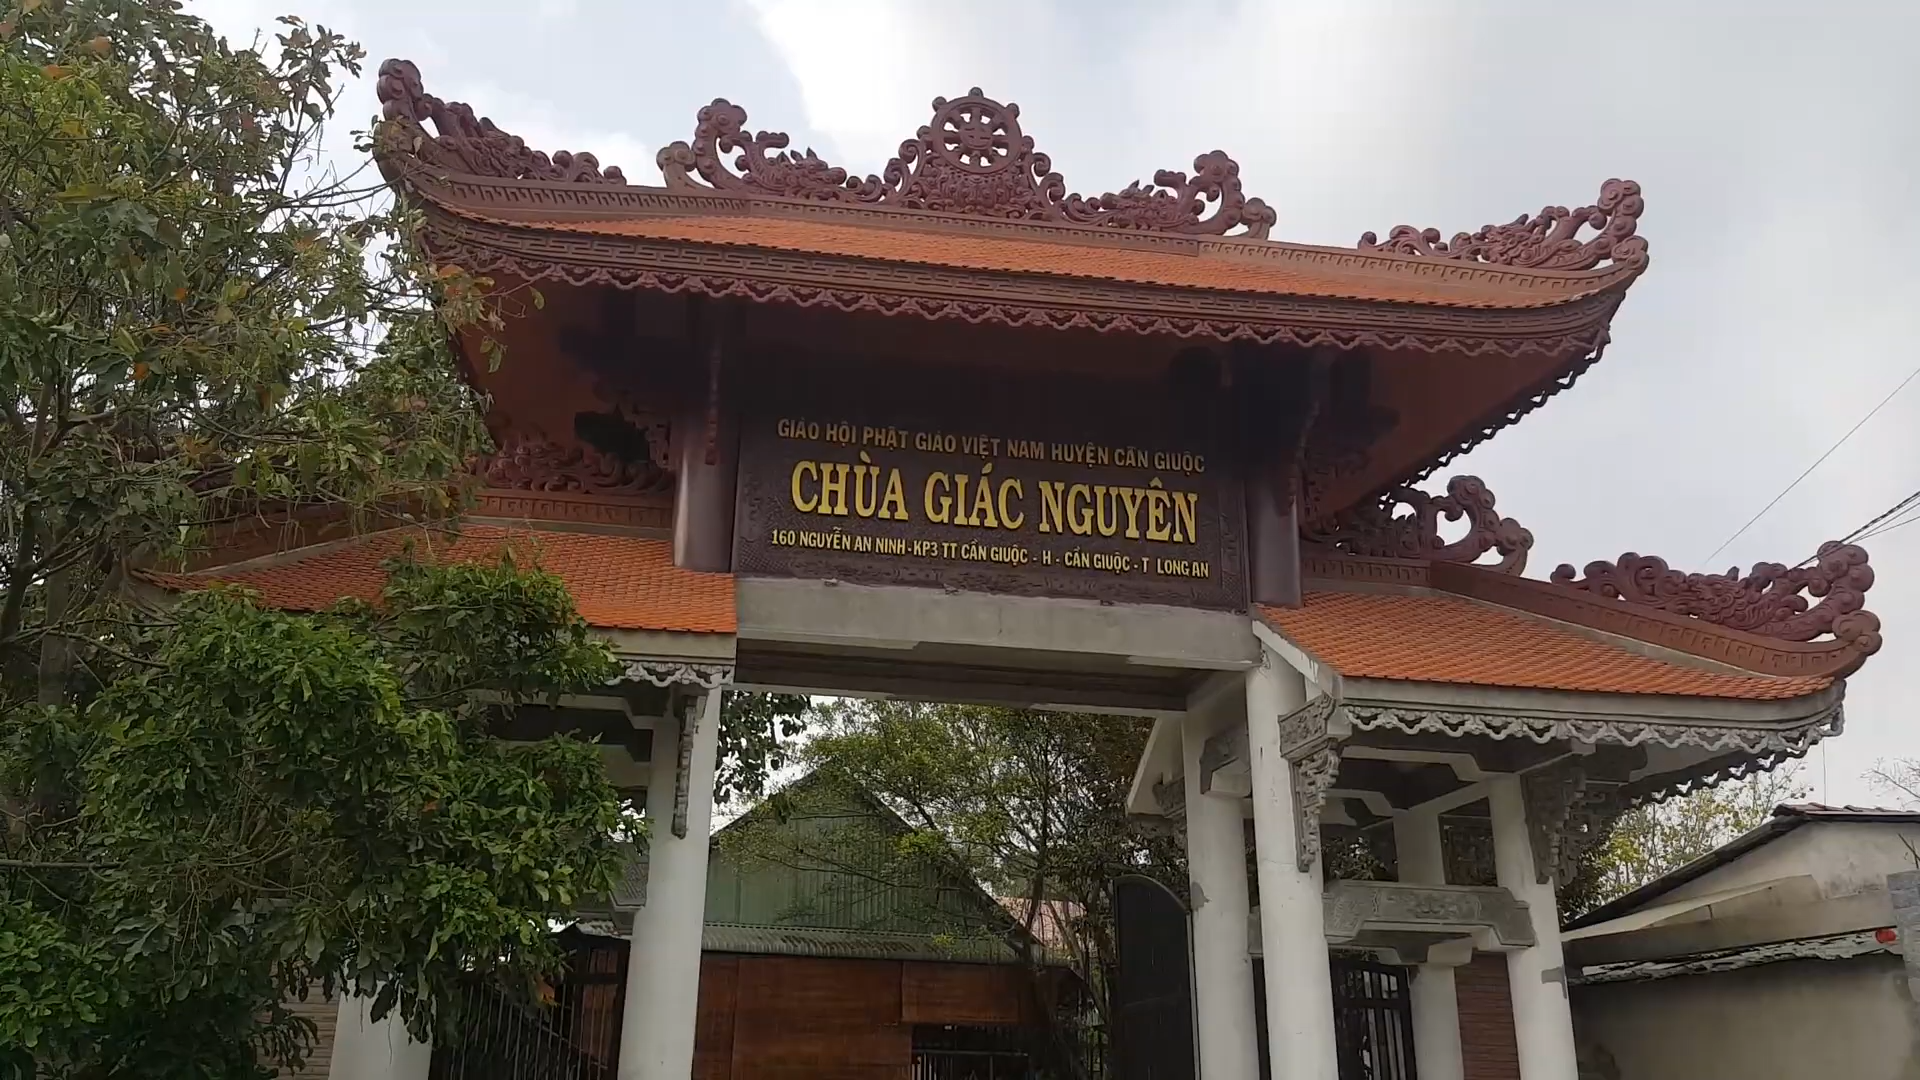 GIÁO HỘI PHẬT GIÁO VIỆT NAM HUYỆN CẦN GIUỘC
CHÙA GIÁC NGUYÊN
160 NGUYỄN AN NINH-KP3 TT CẦN GIUỘC - H - CẦN GIUỘC - T LONG AN